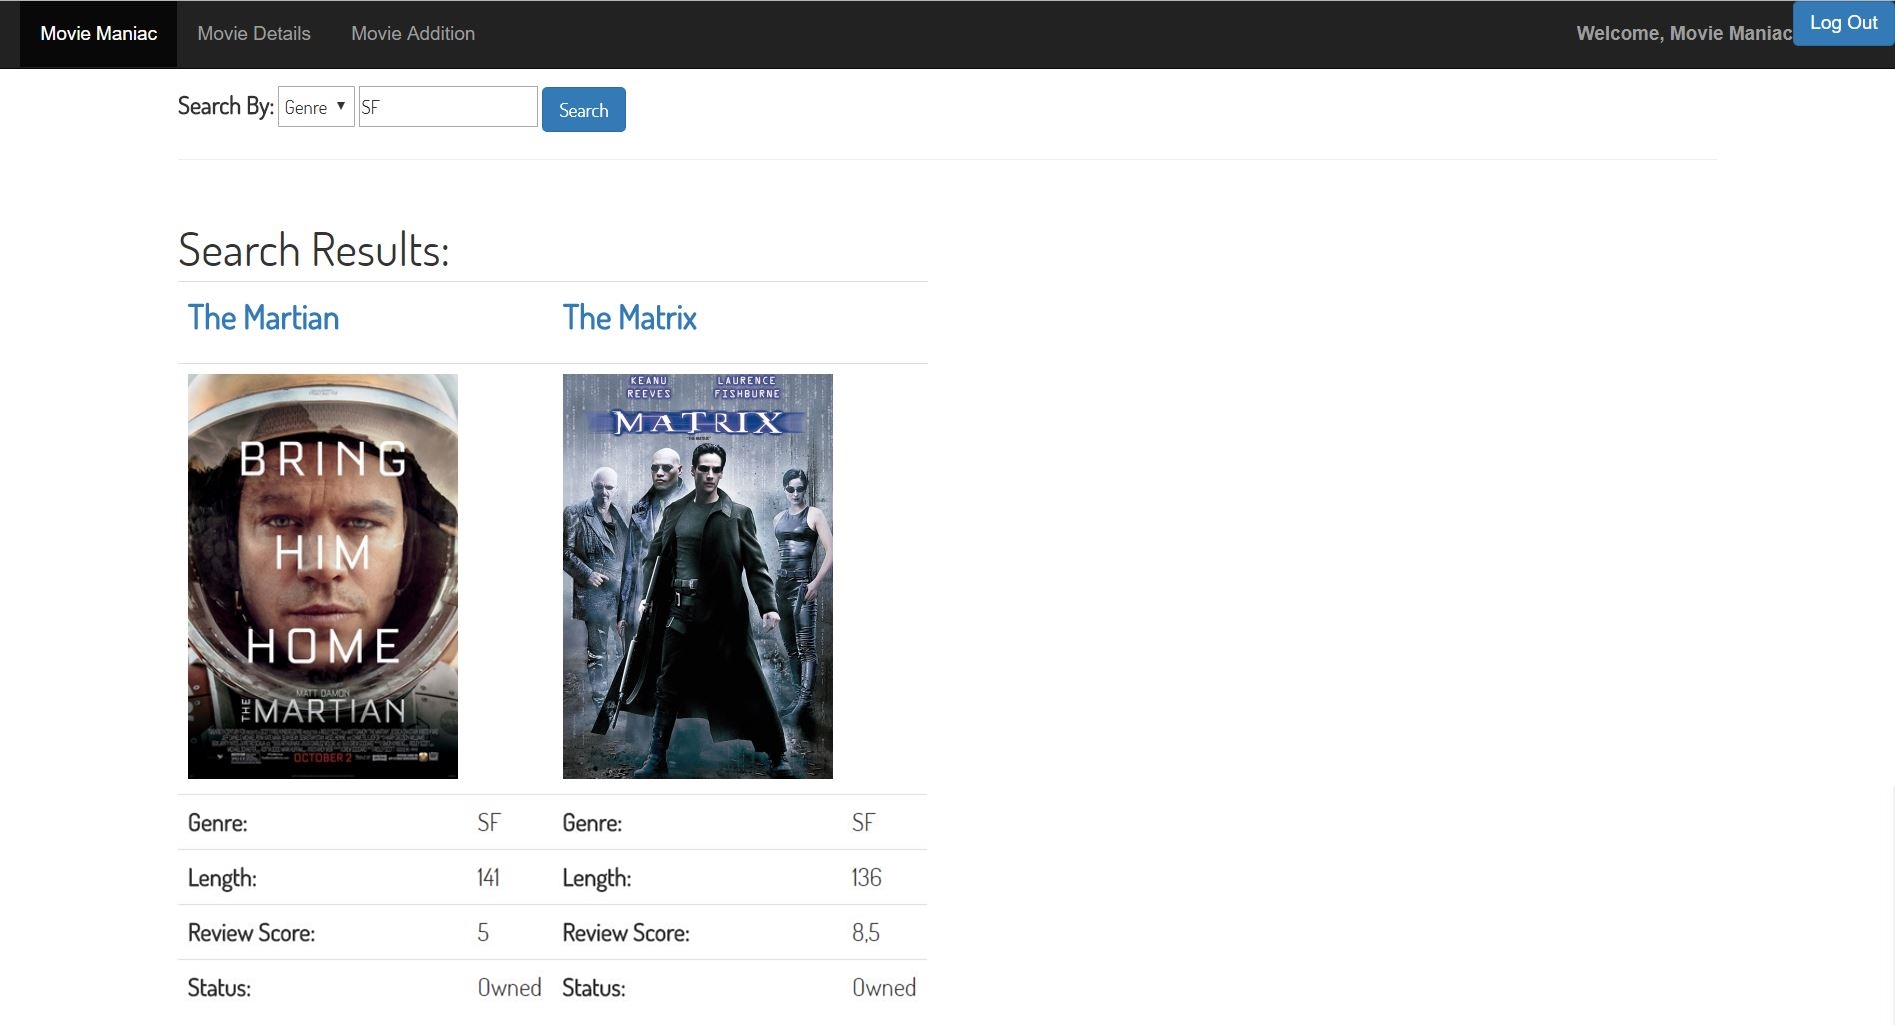 Movie Maniac Movie Details Movie Addition Welcome, Movie Maniac Log Out
Search By: Genre SF Search
Search Results:
The Martian The Matrix
BRING
HIM
HOME
MATT DAMON
THE MARTIAN
OCTOBER 2
KEANU REEVES
LAURENCE FISHBURNE
MATRIX
Genre: SF Genre: SF
Length: 141 Length: 136
Review Score: 5 Review Score: 8,5
Status: Owned Status: Owned